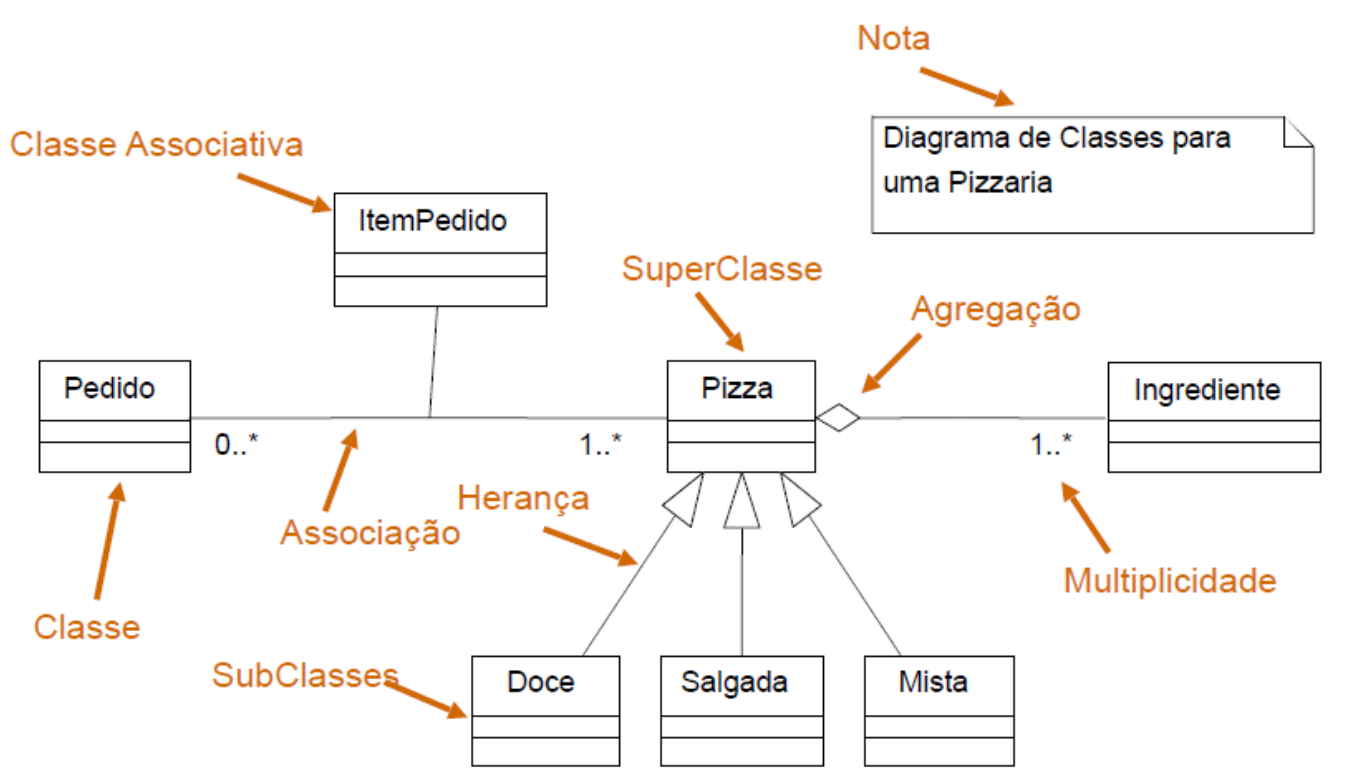 Nota
Diagrama de Classes para
uma Pizzaria
Classe Associativa
ItemPedido
SuperClasse
Agregação
Pedido
Pizza
Ingrediente
0..*
1..*
1..*
Herança
Associação
Multiplicidade
Classe
SubClasses
Doce
Salgada
Mista